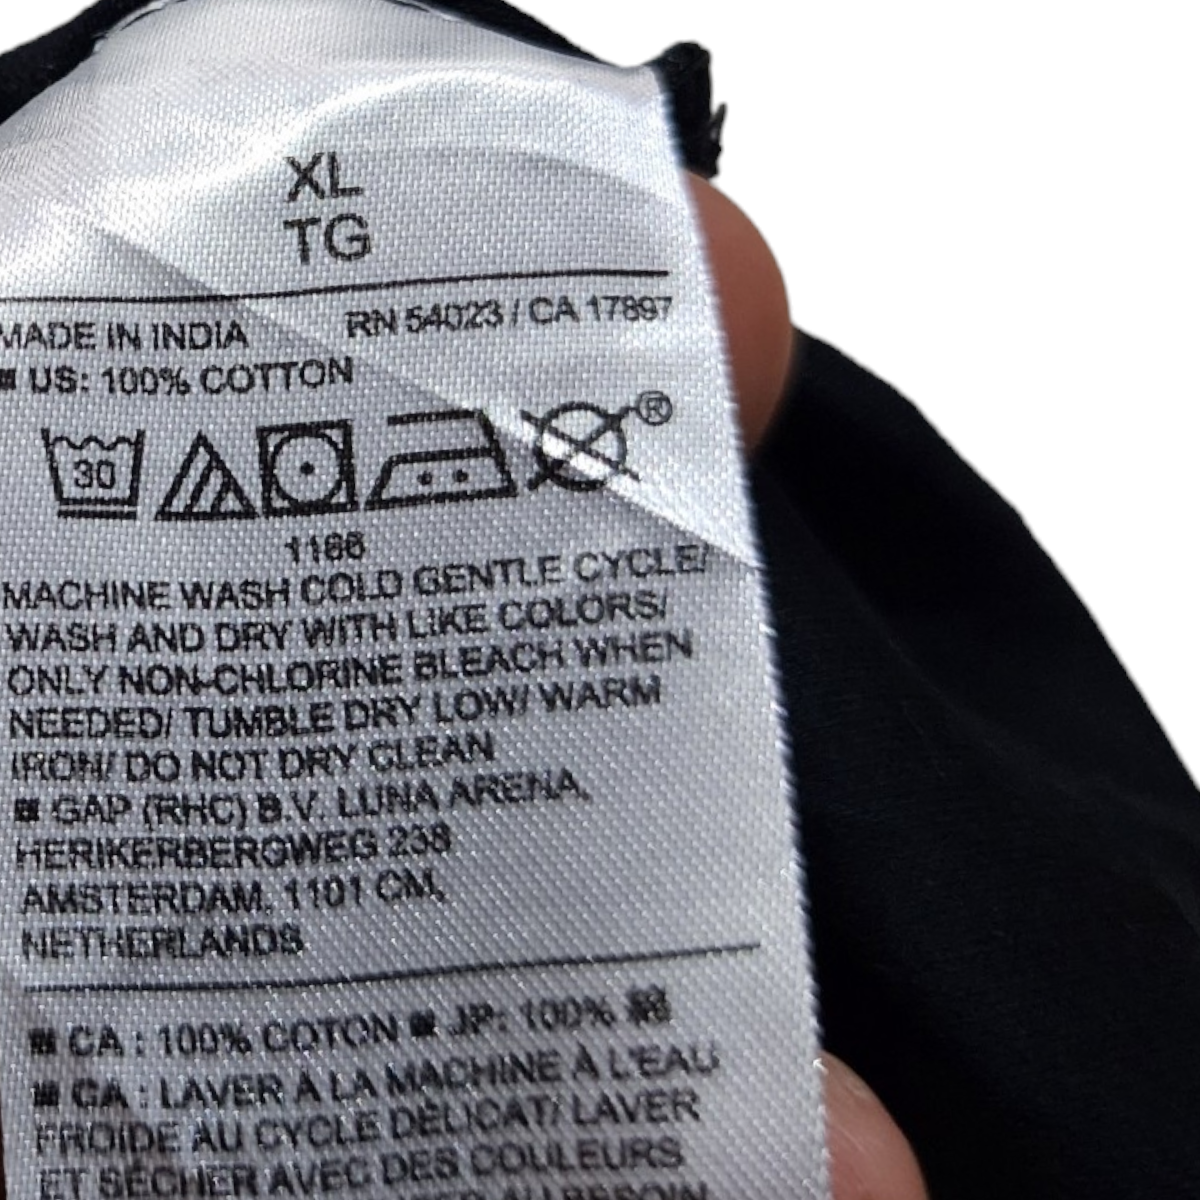 XL
TG
MADE IN INDIA RN 54023 / CA 17897
US: 100% COTTON
30 ®
1166
MACHINE WASH COLD GENTLE CYCLE/
WASH AND DRY WITH LIKE COLORS/
ONLY NON-CHLORINE BLEACH WHEN
NEEDED/ TUMBLE DRY LOW/ WARM
IRON/ DO NOT DRY CLEAN
GAP (RHC) B.V. LUNA ARENA,
HERIKERBERGWEG 238
AMSTERDAM, 1101 CM,
NETHERLANDS
CA : 100% COTON JP: 100%
CA : LAVER À LA MACHINE À L'EAU
FROIDE AU CYCLE DÉLICAT/ LAVER
ET SÉCHER AVEC DES COULEURS
AU BESOIN